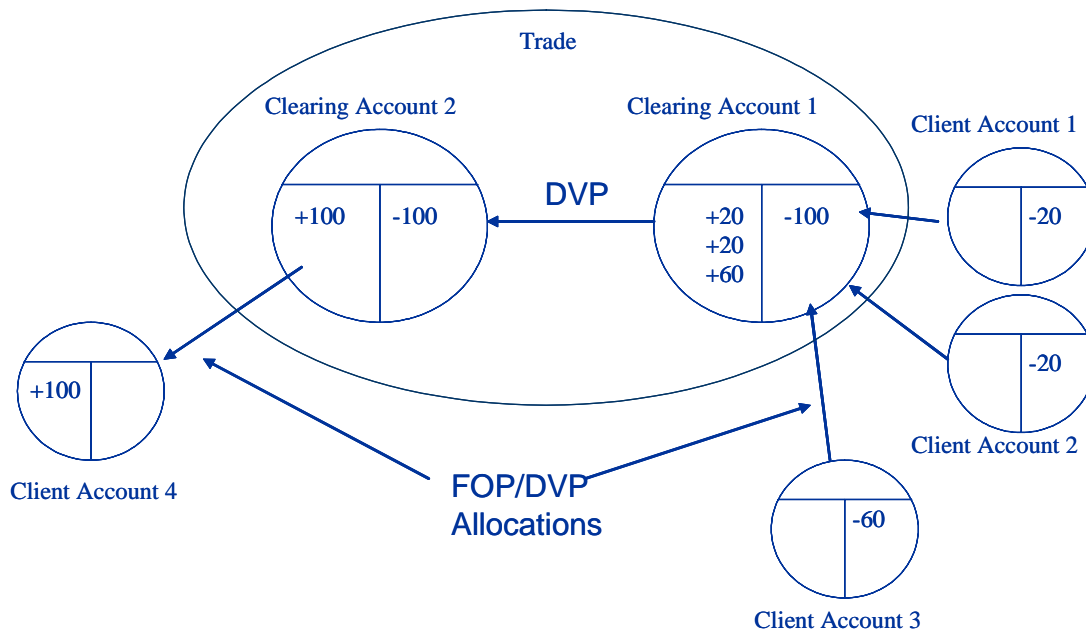 Trade
Clearing Account 2
Clearing Account 1
Client Account 1
DVP
+100
-100
+20
-100
-20
+20
+60
-20
+100
Client Account 2
Client Account 4
FOP/DVP
Allocations
-60
Client Account 3